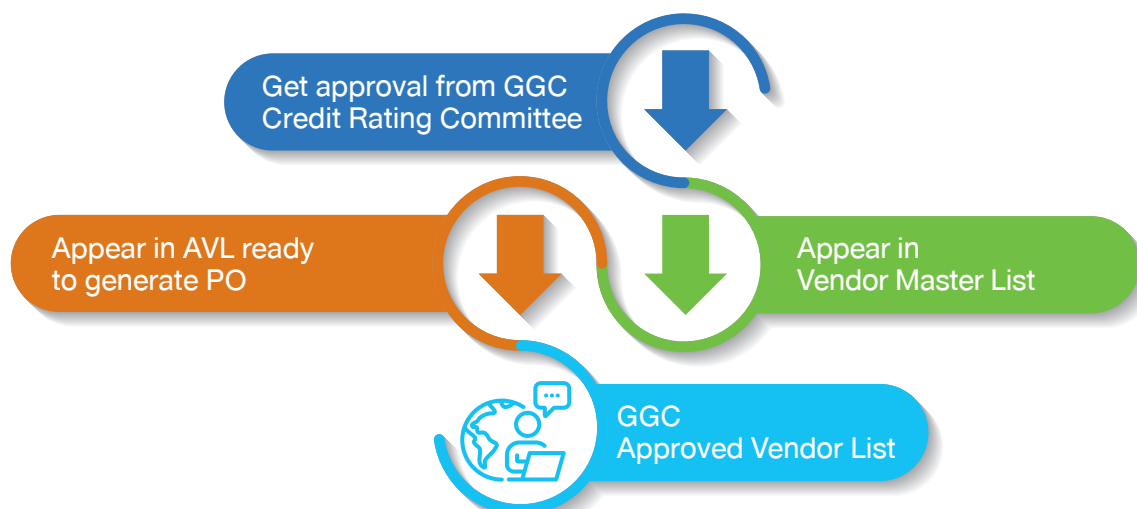 Get approval from GGC
Credit Rating Committee
Appear in AVL ready
to generate PO
Appear in
Vendor Master List
GGC
Approved Vendor List